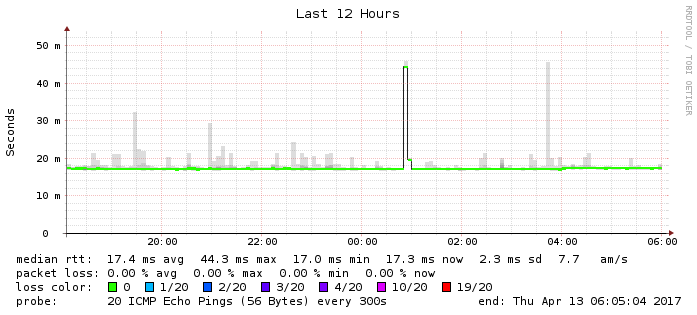 Last 12 Hours
RRDTOOL / TOBI OETIKER
Seconds
50 m
40 m
30 m
20 m
10 m
0
20:00 22:00 00:00 02:00 04:00 06:00
median rtt: 17.4 ms avg 44.3 ms max 17.0 ms min 17.3 ms now 2.3 ms sd 7.7 am/s
packet loss: 0.00 % avg 0.00 % max 0.00 % min 0.00 % now
loss color: 0 1/20 2/20 3/20 4/20 10/20 19/20
probe: 20 ICMP Echo Pings (56 Bytes) every 300s end: Thu Apr 13 06:05:04 2017